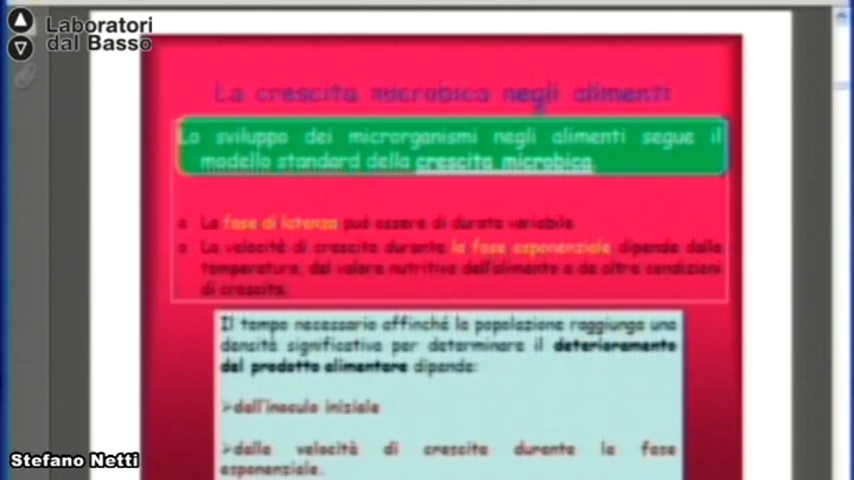 Laboratori
dal Basso
La crescita microbica negli alimenti
Lo sviluppo dei microrganismi negli alimenti segue il
modello standard della crescita microbica.
La fase di latenza può essere di durata variabile
La velocità di crescita durante la fase esponenziale dipende dalla
temperatura, dal valore nutritivo dell'alimento e da altre condizioni
di crescita.
Il tempo necessario affinché la popolazione raggiunga una
densità significativa per determinare il deterioramento
del prodotto alimentare dipende:
➢dall'inoculo iniziale
➢dalla velocità di crescita durante la fase
esponenziale.
Stefano Netti